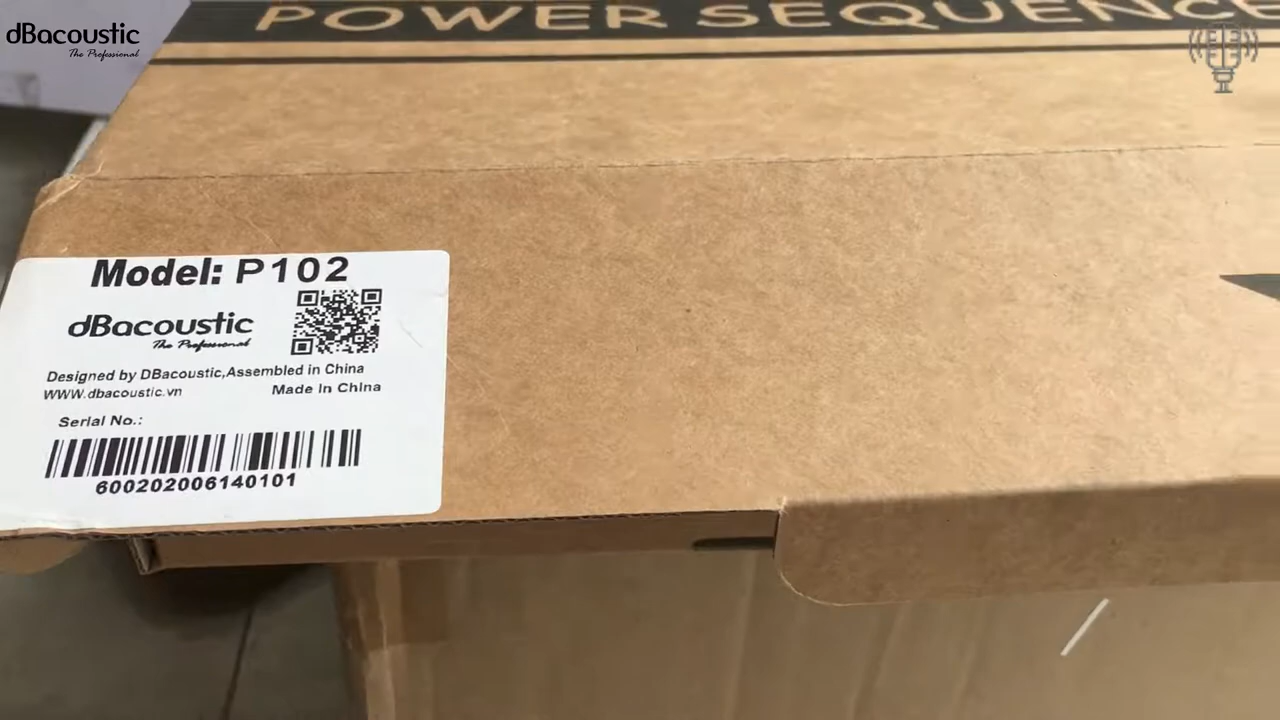 dBacoustic
The Professional
POWER SEQUENCE
Model: P102
dBacoustic
The Professional
Designed by DBacoustic,Assembled in China
WWW.dbacoustic.vn Made In China
Serial No.:
600202006140101